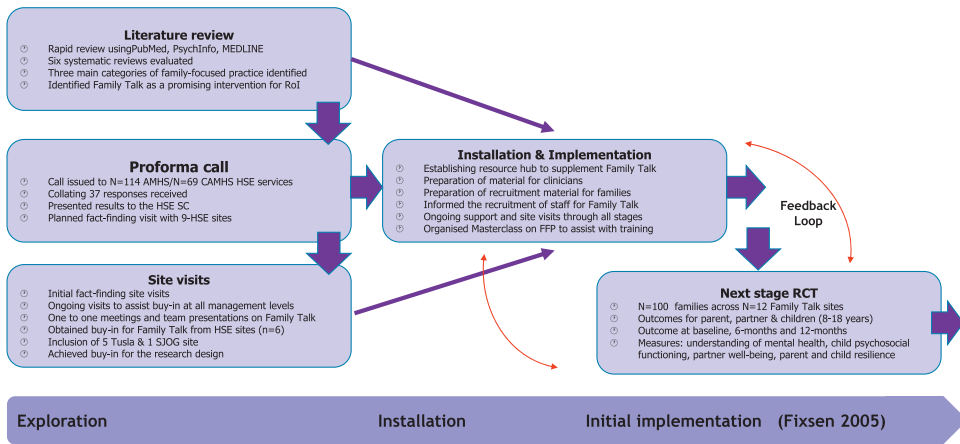 Literature review
Rapid review usingPubMed, PsychInfo, MEDLINE
Six systematic reviews evaluated
Three main categories of family-focused practice identified
Identified Family Talk as a promising intervention for RoI
Proforma call
Call issued to N=114 AMHS/N=69 CAMHS HSE services
Collating 37 responses received
Presented results to the HSE SC
Planned fact-finding visit with 9-HSE sites
Site visits
Initial fact-finding site visits
Ongoing visits to assist buy-in at all management levels
One to one meetings and team presentations on Family Talk
Obtained buy-in for Family Talk from HSE sites (n=6)
Inclusion of 5 Tusla & 1 SJOG site
Achieved buy-in for the research design
Installation & Implementation
Establishing resource hub to supplement Family Talk
Preparation of material for clinicians
Preparation of recruitment material for families
Informed the recruitment of staff for Family Talk
Ongoing support and site visits through all stages
Organised Masterclass on FFP to assist with training
Feedback
Loop
Next stage RCT
N=100 families across N=12 Family Talk sites
Outcomes for parent, partner & children (8-18 years)
Outcome at baseline, 6-months and 12-months
Measures: understanding of mental health, child psychosocial
functioning, partner well-being, parent and child resilience
Exploration
Installation
Initial implementation (Fixsen 2005)